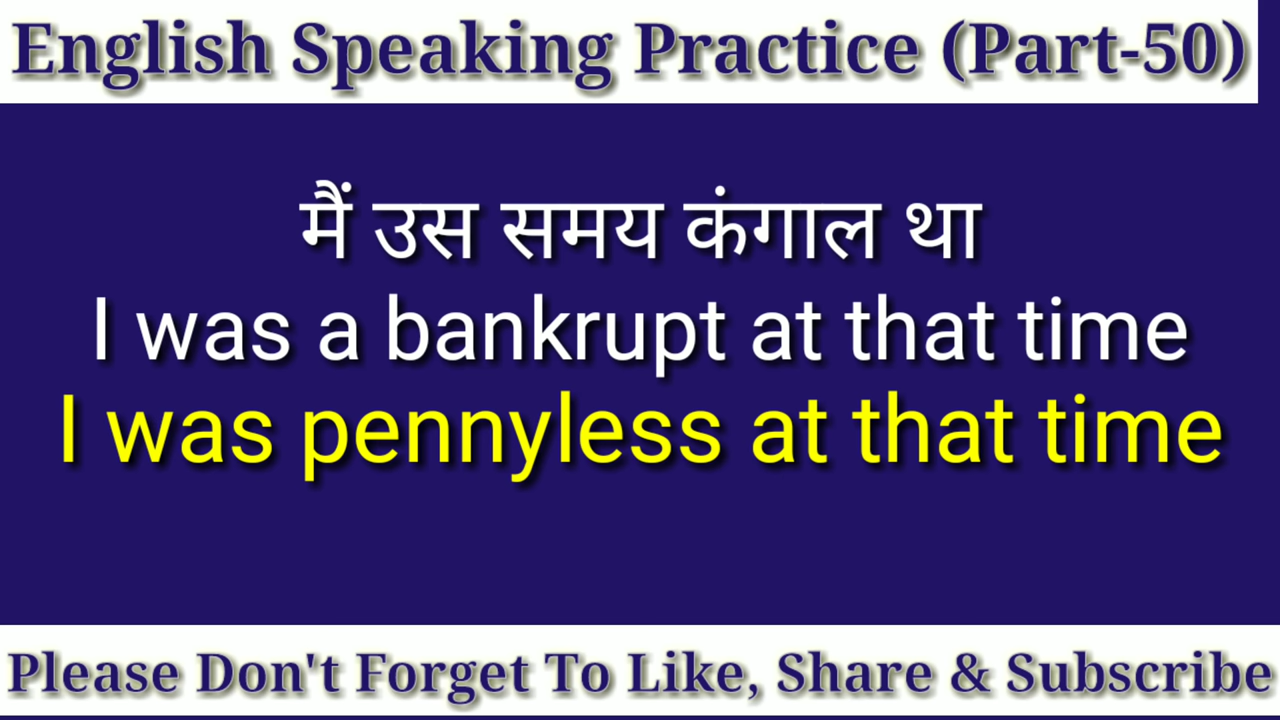 English Speaking Practice (Part-50)
मैं उस समय कंगाल था
I was a bankrupt at that time
I was pennyless at that time
Please Don't Forget To Like, Share & Subscribe